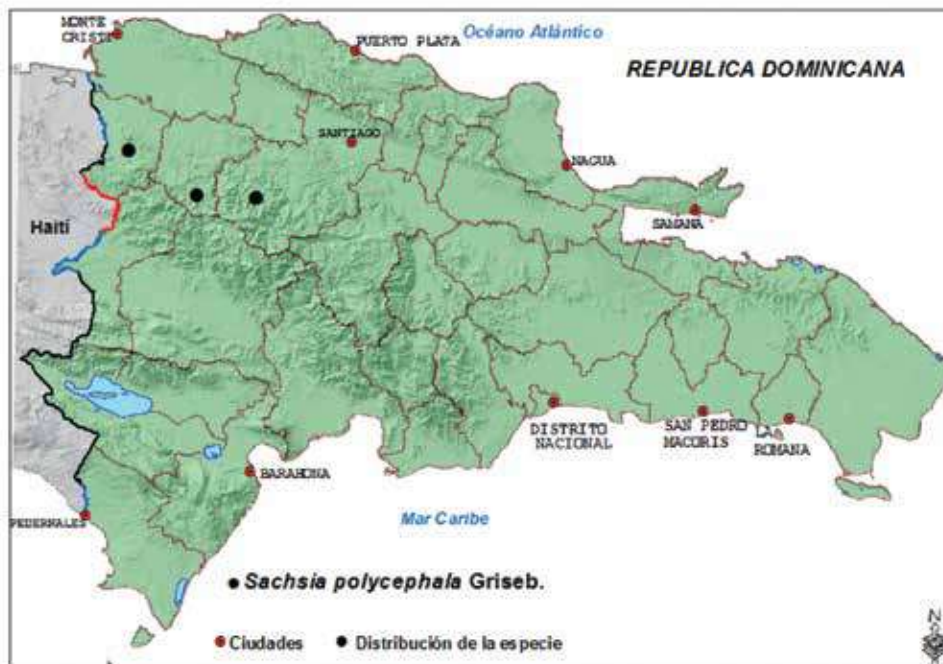 MONTE
CRISTI
PUERTO PLATA
Océano Atlántico
REPUBLICA DOMINICANA
SANTIAGO
NAGUA
SAMANA
Haití
DISTRITO
NACIONAL
SAN PEDRO
MACORIS
LA
ROMANA
BARAHONA
PEDERNALES
Mar Caribe
Sachsia polycephala Griseb.
Ciudades
Distribución de la especie
N